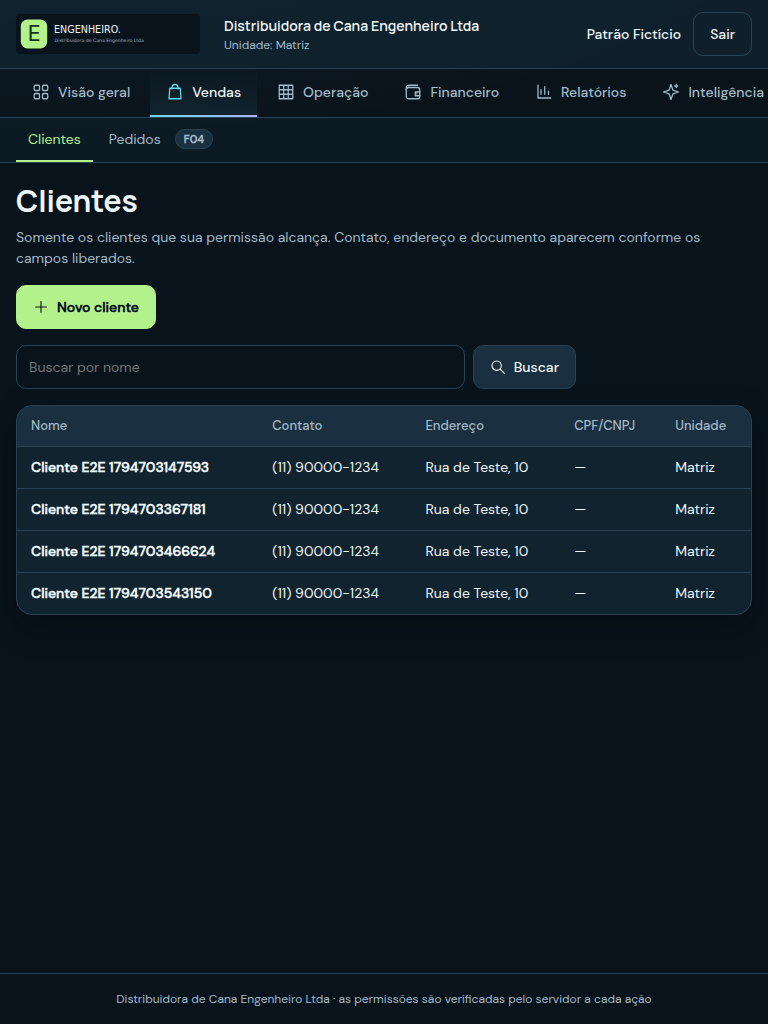 E
ENGENHEIRO.
Distribuidora de Cana Engenheiro Ltda
Distribuidora de Cana Engenheiro Ltda
Unidade: Matriz
Patrão Fictício
Sair
Visão geral
Vendas
Operação
Financeiro
Relatórios
Inteligência
Clientes
Pedidos
F04
Clientes
Somente os clientes que sua permissão alcança. Contato, endereço e documento aparecem conforme os
campos liberados.
Novo cliente
Buscar por nome
Buscar
Nome Contato Endereço CPF/CNPJ Unidade
Cliente E2E 1794703147593 (11) 90000-1234 Rua de Teste, 10 — Matriz
Cliente E2E 1794703367181 (11) 90000-1234 Rua de Teste, 10 — Matriz
Cliente E2E 1794703466624 (11) 90000-1234 Rua de Teste, 10 — Matriz
Cliente E2E 1794703543150 (11) 90000-1234 Rua de Teste, 10 — Matriz
Distribuidora de Cana Engenheiro Ltda · as permissões são verificadas pelo servidor a cada ação